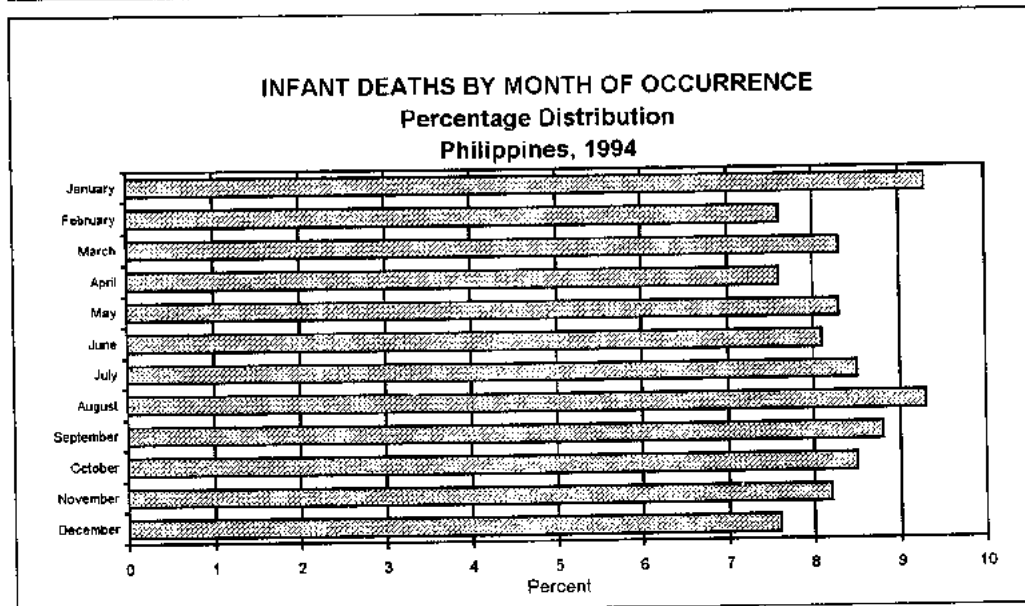 INFANT DEATHS BY MONTH OF OCCURRENCE
Percentage Distribution
Philippines, 1994
January
February
March
April
May
June
July
August
September
October
November
December
0 1 2 3 4 5 6 7 8 9 10
Percent